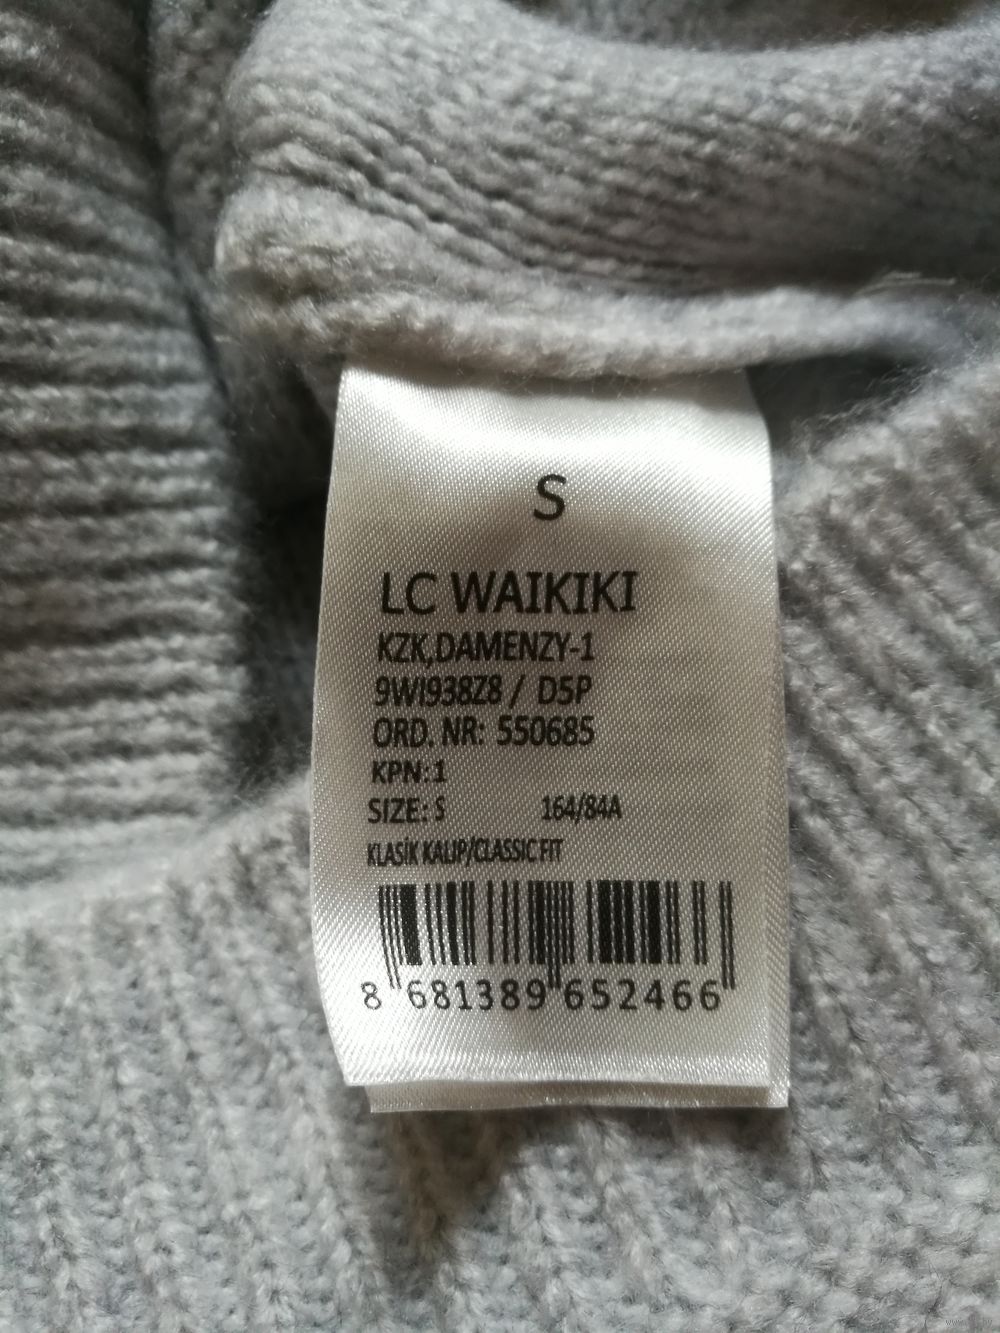 S
LC WAIKIKI
KZK,DAMENZY-1
9WI938Z8 / D5P
ORD. NR: 550685
KPN:1
SIZE: S 164/84A
KLASİK KALIP/CLASSIC FIT
8 681389 652466